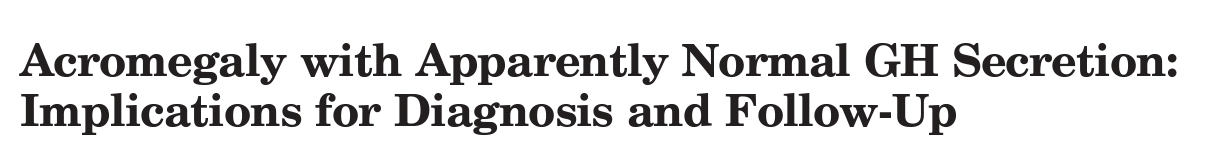 Acromegaly with Apparently Normal GH Secretion:
Implications for Diagnosis and Follow-Up